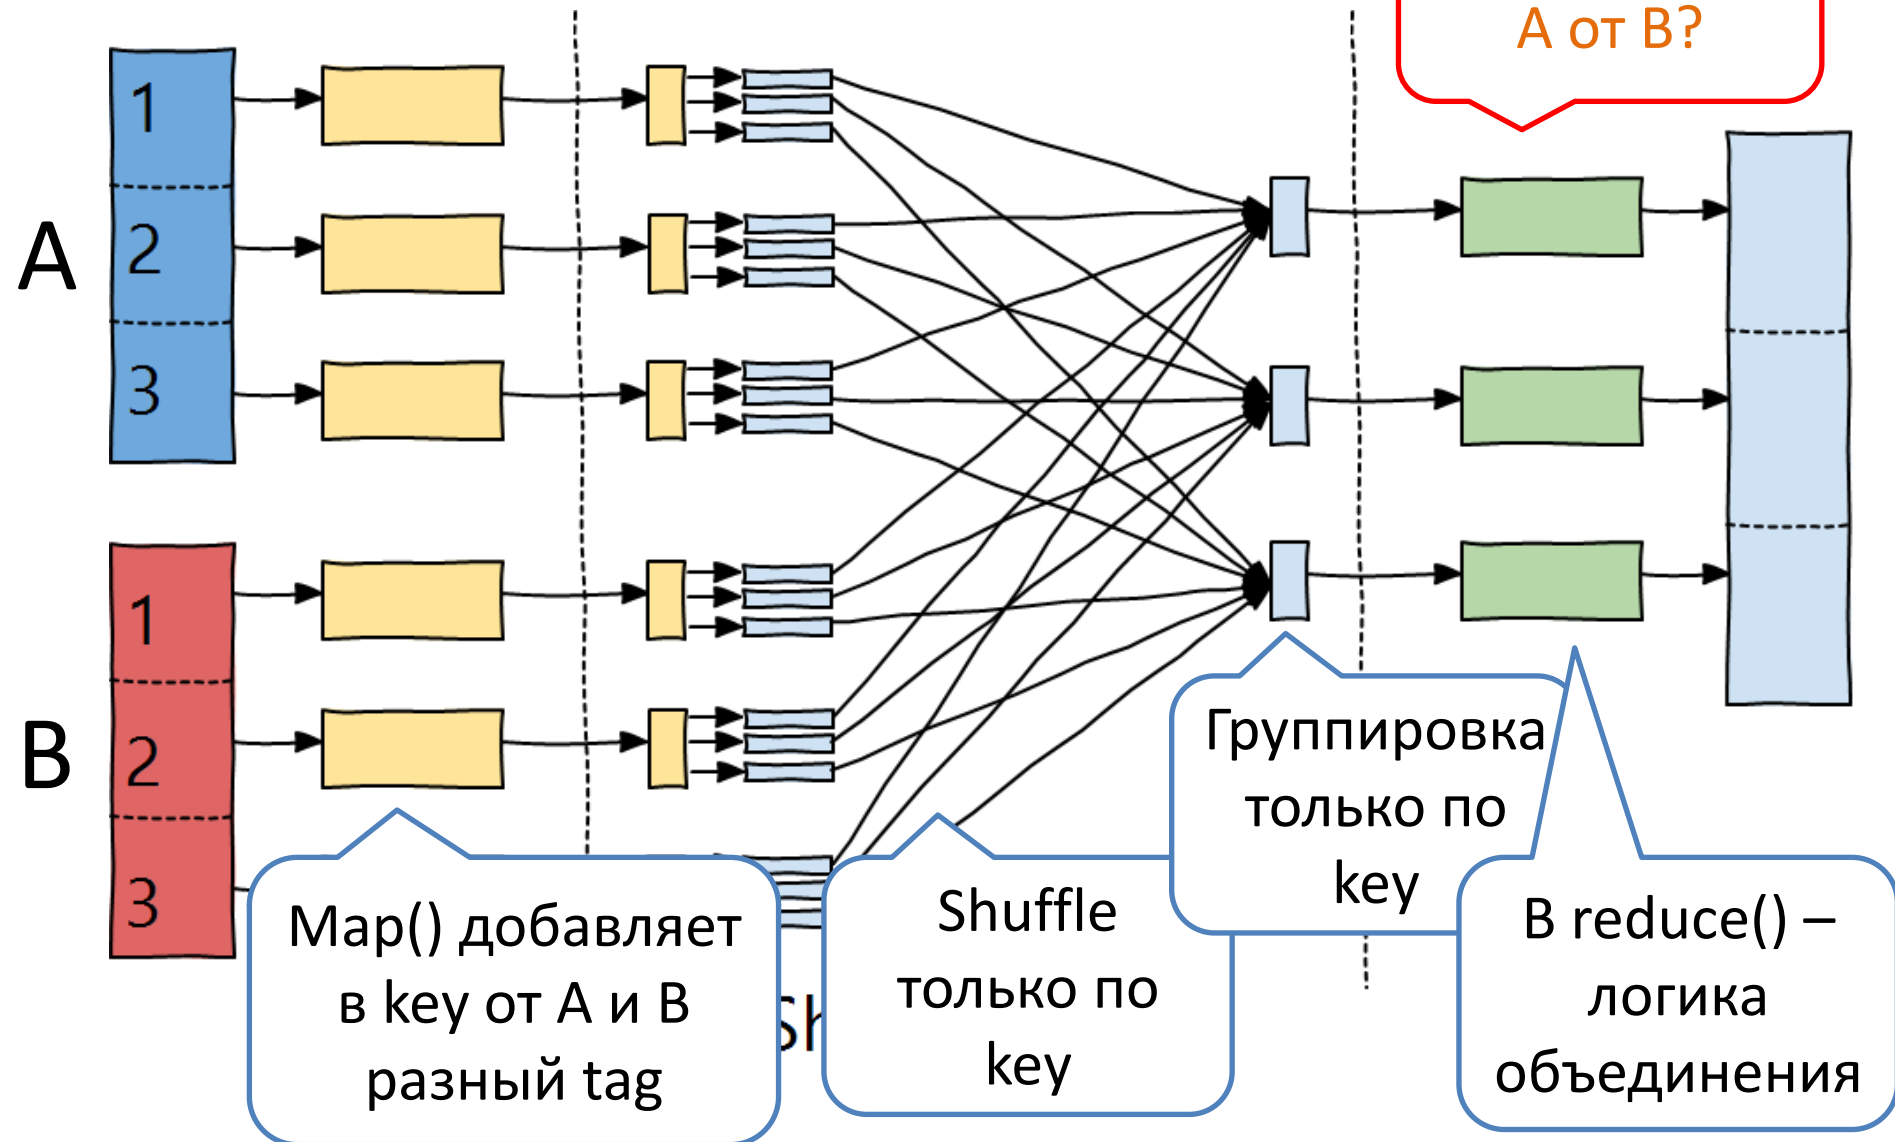 А от В?
A
1
2
3
B
1
2
3
Map() добавляет
в key от А и В
разный tag
Sh
Shuffle
только по
key
Группировка
только по
key
В reduce() –
логика
объединения